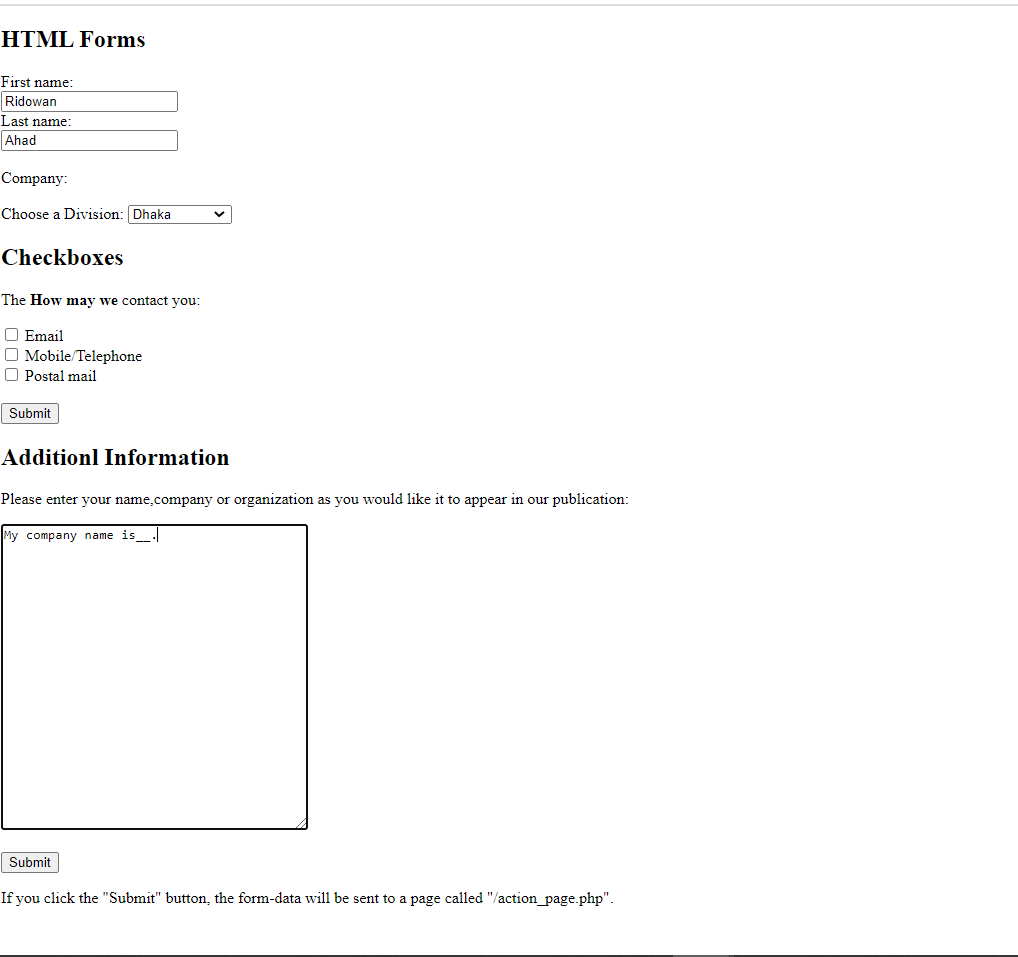 HTML Forms
First name:
Ridowan
Last name:
Ahad
Company:
Choose a Division: Dhaka
Checkboxes
The How may we contact you:
Email
Mobile/Telephone
Postal mail
Submit
Additionl Information
Please enter your name,company or organization as you would like it to appear in our publication:
My company name is__.
Submit
If you click the "Submit" button, the form-data will be sent to a page called "/action_page.php".